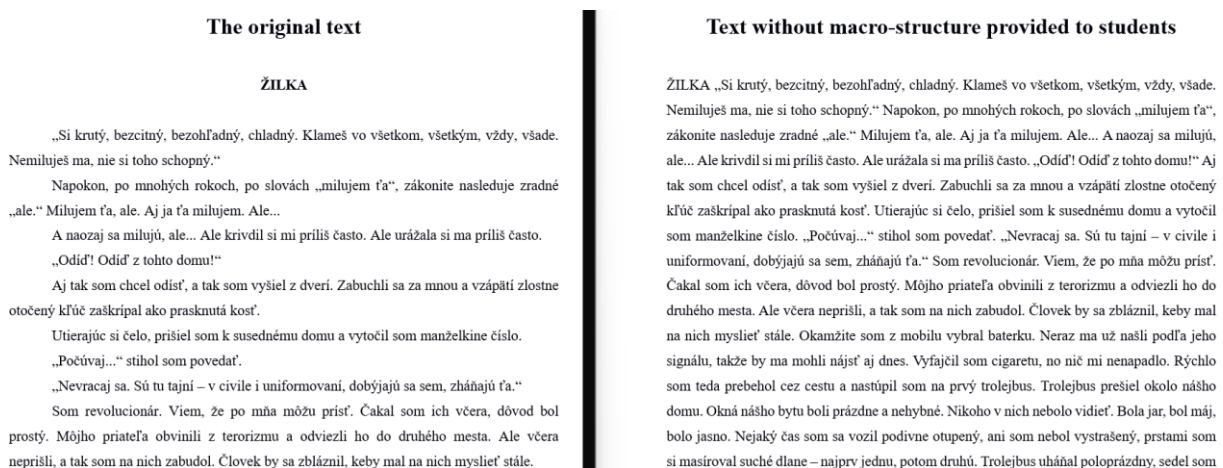 The original text
ŽILKA
„Si krutý, bezcitný, bezohľadný, chladný. Klameš vo všetkom, všetkým, vždy, všade.
Nemiluješ ma, nie si toho schopný.“
Napokon, po mnohých rokoch, po slovách „milujem ťa“, zákonite nasleduje zradné
„ale.“ Milujem ťa, ale. Aj ja ťa milujem. Ale...
A naozaj sa milujú, ale... Ale krivdil si mi príliš často. Ale urážala si ma príliš často.
„Odíď! Odíď z tohto domu!“
Aj tak som chcel odísť, a tak som vyšiel z dverí. Zabuchli sa za mnou a vzápätí zlostne
otočený kľúč zaškrípal ako prasknutá kosť.
Utierajúc si čelo, prišiel som k susednému domu a vytočil som manželkine číslo.
„Počúvaj...“ stihol som povedať.
„Nevracaj sa. Sú tu tajní – v civile i uniformovaní, dobýjajú sa sem, zháňajú ťa.“
Som revolucionár. Viem, že po mňa môžu prísť. Čakal som ich včera, dôvod bol
prostý. Môjho priateľa obvinili z terorizmu a odviezli ho do druhého mesta. Ale včera
neprišli, a tak som na nich zabudol. Človek by sa zbláznil, keby mal na nich myslieť stále.
Text without macro-structure provided to students
ŽILKA „Si krutý, bezcitný, bezohľadný, chladný. Klameš vo všetkom, všetkým, vždy, všade.
Nemiluješ ma, nie si toho schopný.“ Napokon, po mnohých rokoch, po slovách „milujem ťa“,
zákonite nasleduje zradné „ale.“ Milujem ťa, ale. Aj ja ťa milujem. Ale... A naozaj sa milujú,
ale... Ale krivdil si mi príliš často. Ale urážala si ma príliš často. „Odíď! Odíď z tohto domu!“ Aj
tak som chcel odísť, a tak som vyšiel z dverí. Zabuchli sa za mnou a vzápätí zlostne otočený
kľúč zaškrípal ako prasknutá kosť. Utierajúc si čelo, prišiel som k susednému domu a vytočil
som manželkine číslo. „Počúvaj...“ stihol som povedať. „Nevracaj sa. Sú tu tajní – v civile i
uniformovaní, dobýjajú sa sem, zháňajú ťa.“ Som revolucionár. Viem, že po mňa môžu prísť.
Čakal som ich včera, dôvod bol prostý. Môjho priateľa obvinili z terorizmu a odviezli ho do
druhého mesta. Ale včera neprišli, a tak som na nich zabudol. Človek by sa zbláznil, keby mal
na nich myslieť stále. Okamžite som z mobilu vybral baterku. Neraz ma už našli podľa jeho
signálu, takže by ma mohli nájsť aj dnes. Vyfajčil som cigaretu, no nič mi nenapadlo. Rýchlo
som teda prebehol cez cestu a nastúpil som na prvý trolejbus. Trolejbus prešiel okolo nášho
domu. Okná nášho bytu boli prázdne a nehybné. Nikoho v nich nebolo vidieť. Bola jar, bol máj,
bolo jasno. Nejaký čas som sa vozil podivne otupený, ani som nebol vystrašený, prstami som
si masíroval suché dlane – najprv jednu, potom druhú. Trolejbus uháňal poloprázdny, sedel som